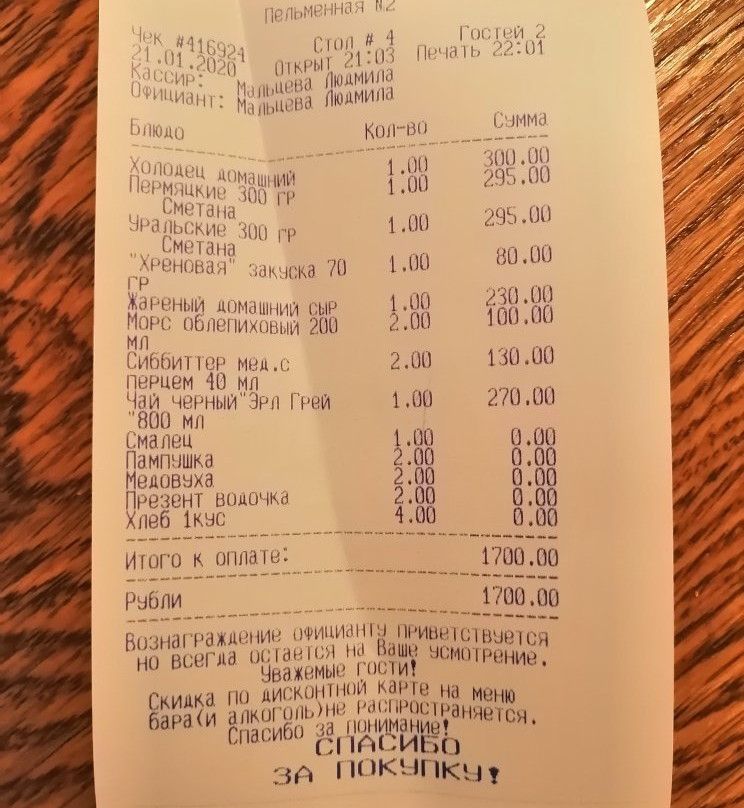 Пельменная №2
Чек #416924 Стол # 4 Гостей 2
21.01.2020 Открыт 21:03 Печать 22:01
Кассир: Мальцева Людмила
Официант: Мальцева Людмила
Блюдо Кол-во Сумма
Холодец домашний 1.00 300.00
Пермяцкие 300 гр 1.00 295.00
Сметана
Уральские 300 гр 1.00 295.00
Сметана
"Хреновая" закуска 70 1.00 80.00
гр
Жареный домашний сыр 1.00 230.00
Морс облепиховый 200 2.00 100.00
мл
Сиббиттер мед.с 2.00 130.00
перцем 40 мл
Чай черный"Эрл Грей 1.00 270.00
"800 мл
Смалец 1.00 0.00
Пампушка 2.00 0.00
Медовуха 2.00 0.00
Презент водочка 2.00 0.00
Хлеб 1кус 4.00 0.00
Итого к оплате: 1700.00
Рубли 1700.00
Вознаграждение официанту приветствуется
но всегда остается на Ваше усмотрение.
Уважемые гости!
Скидка по дисконтной карте на меню
бара(и алкоголь)не распространяется.
Спасибо за понимание!
СПАСИБО
ЗА ПОКУПКУ!